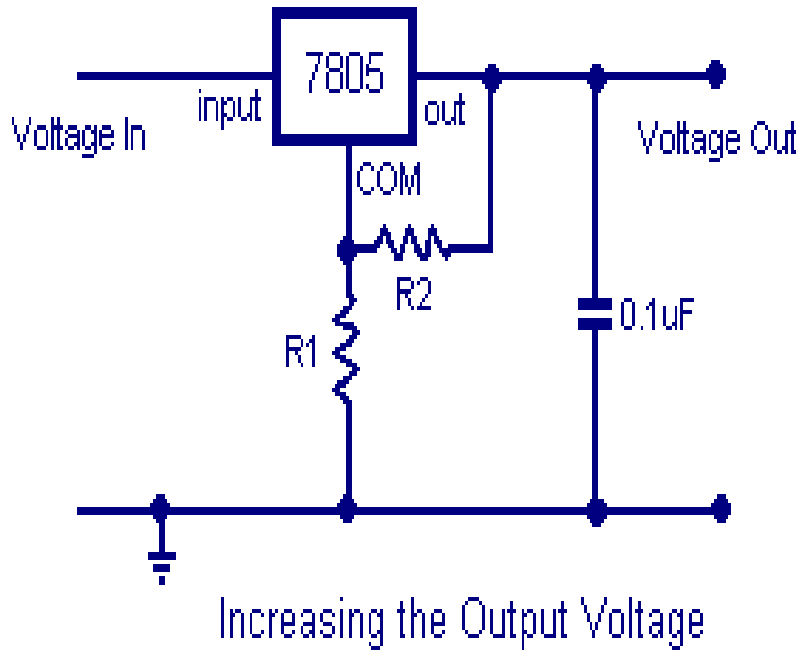 7805
input
out
Voltage In
Voltage Out
COM
R2
R1
0.1uF
Increasing the Output Voltage